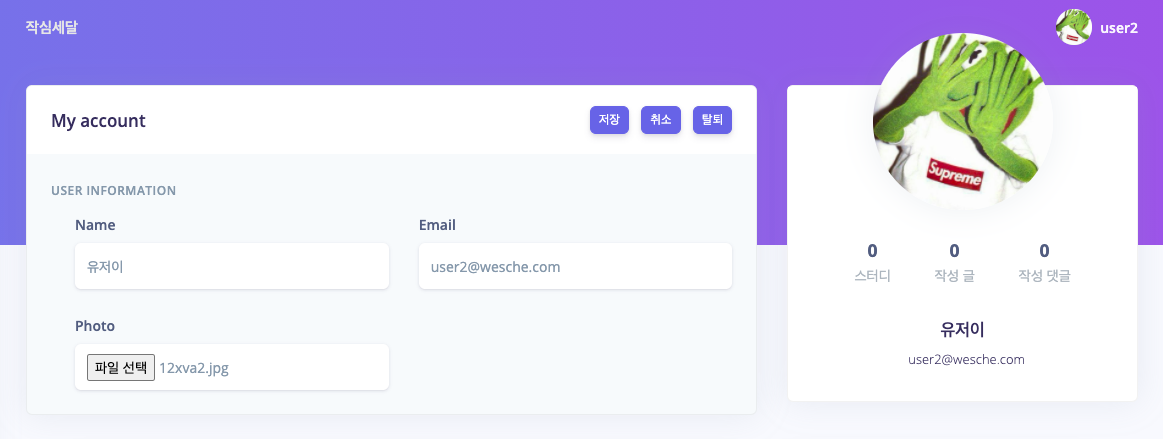 작심세달
user2
My account
저장 취소 탈퇴
USER INFORMATION
Name
유저이
Email
user2@wesche.com
Photo
파일 선택 12xva2.jpg
Supreme
0 0 0
스터디 작성 글 작성 댓글
유저이
user2@wesche.com